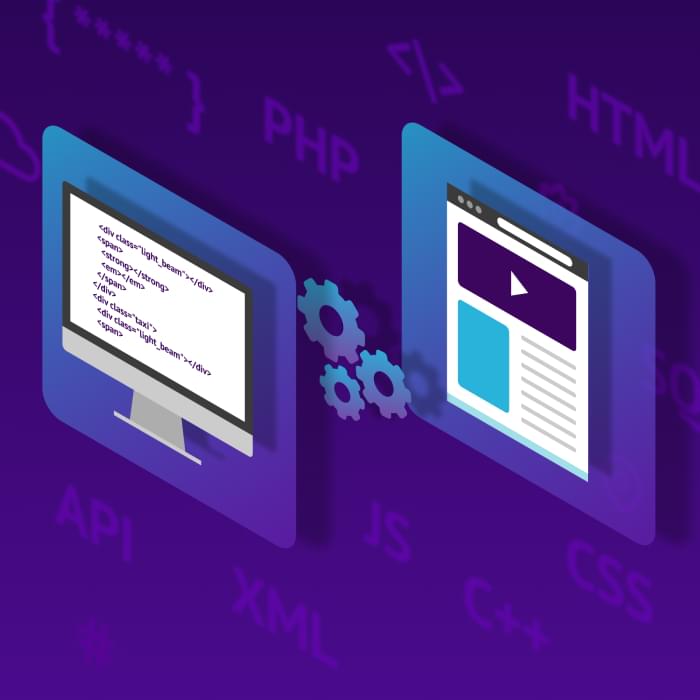 { ***** }
</>
PHP
HTML
<div class="light_beam"></div>
<span>
<strong></strong>
<em></em>
</span>
</div>
<div class="taxi">
<div class="light_beam"></div>
<span>
SQ
API
JS
CSS
XML
C++
#